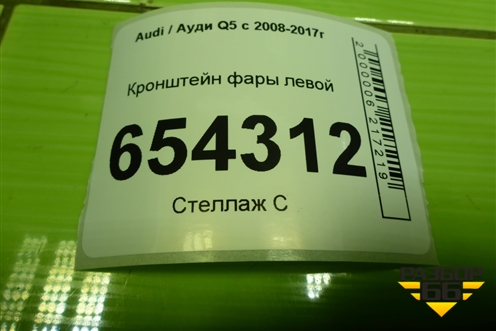 Audi / Ауди Q5 с 2008-2017г
Кронштейн фары левой
654312
Стеллаж С
2000006217219
РАЗБОР
66